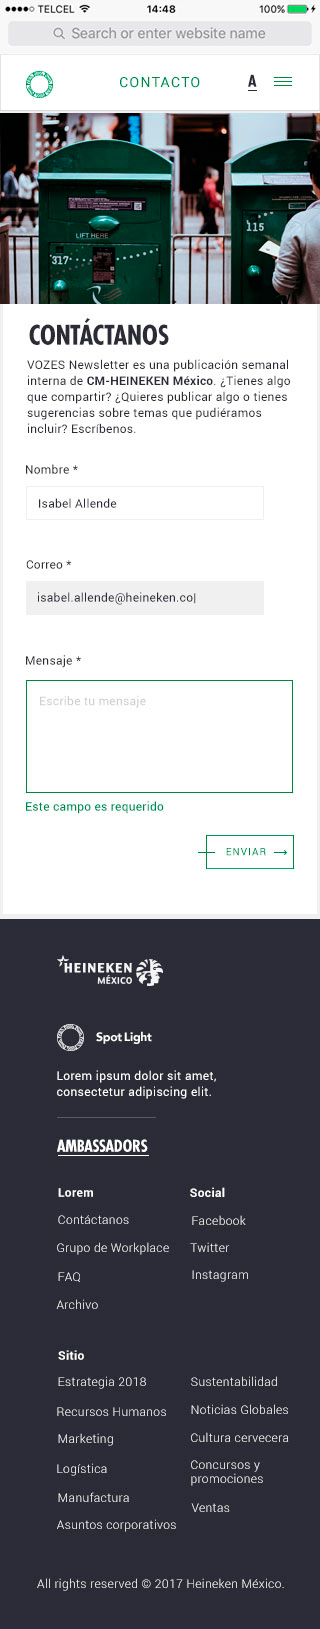 TELCEL 14:48 100%
Search or enter website name
CONTACTO A
LIFT HERE
317
115
CONTÁCTANOS
VOZES Newsletter es una publicación semanal
interna de CM-HEINEKEN México. ¿Tienes algo
que compartir? ¿Quieres publicar algo o tienes
sugerencias sobre temas que pudiéramos
incluir? Escríbenos.
Nombre *
Isabel Allende
Correo *
isabel.allende@heineken.co|
Mensaje *
Escribe tu mensaje
Este campo es requerido
ENVIAR
HEINEKEN
MÉXICO
Spot Light
Lorem ipsum dolor sit amet,
consectetur adipiscing elit.
AMBASSADORS
Lorem
Contáctanos
Grupo de Workplace
FAQ
Archivo
Social
Facebook
Twitter
Instagram
Sitio
Estrategia 2018
Recursos Humanos
Marketing
Logística
Manufactura
Asuntos corporativos
Sustentabilidad
Noticias Globales
Cultura cervecera
Concursos y
promociones
Ventas
All rights reserved © 2017 Heineken México.